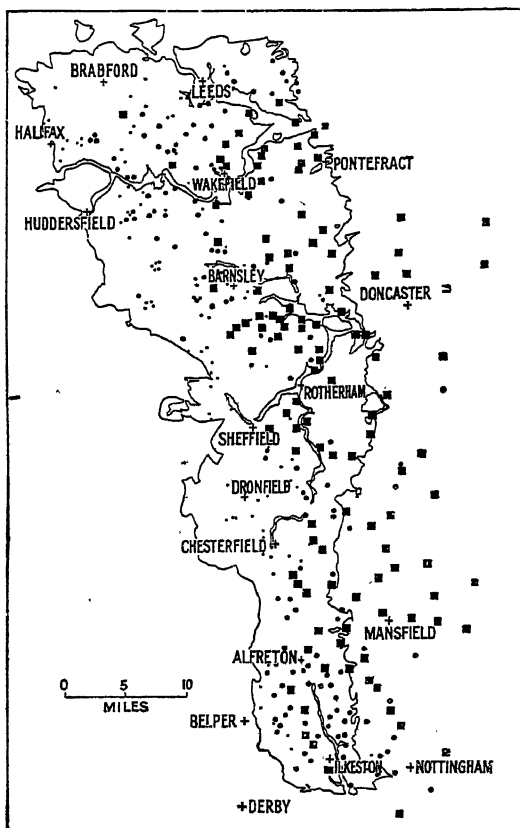 BRABFORD
LEEDS
HALIFAX
PONTEFRACT
WAKEFIELD
HUDDERSFIELD
BARNSLEY
DONCASTER
ROTHERHAM
SHEFFIELD
DRONFIELD
CHESTERFIELD
MANSFIELD
ALFRETON
0 5 10
MILES
BELPER
ILKESTON
NOTTINGHAM
DERBY